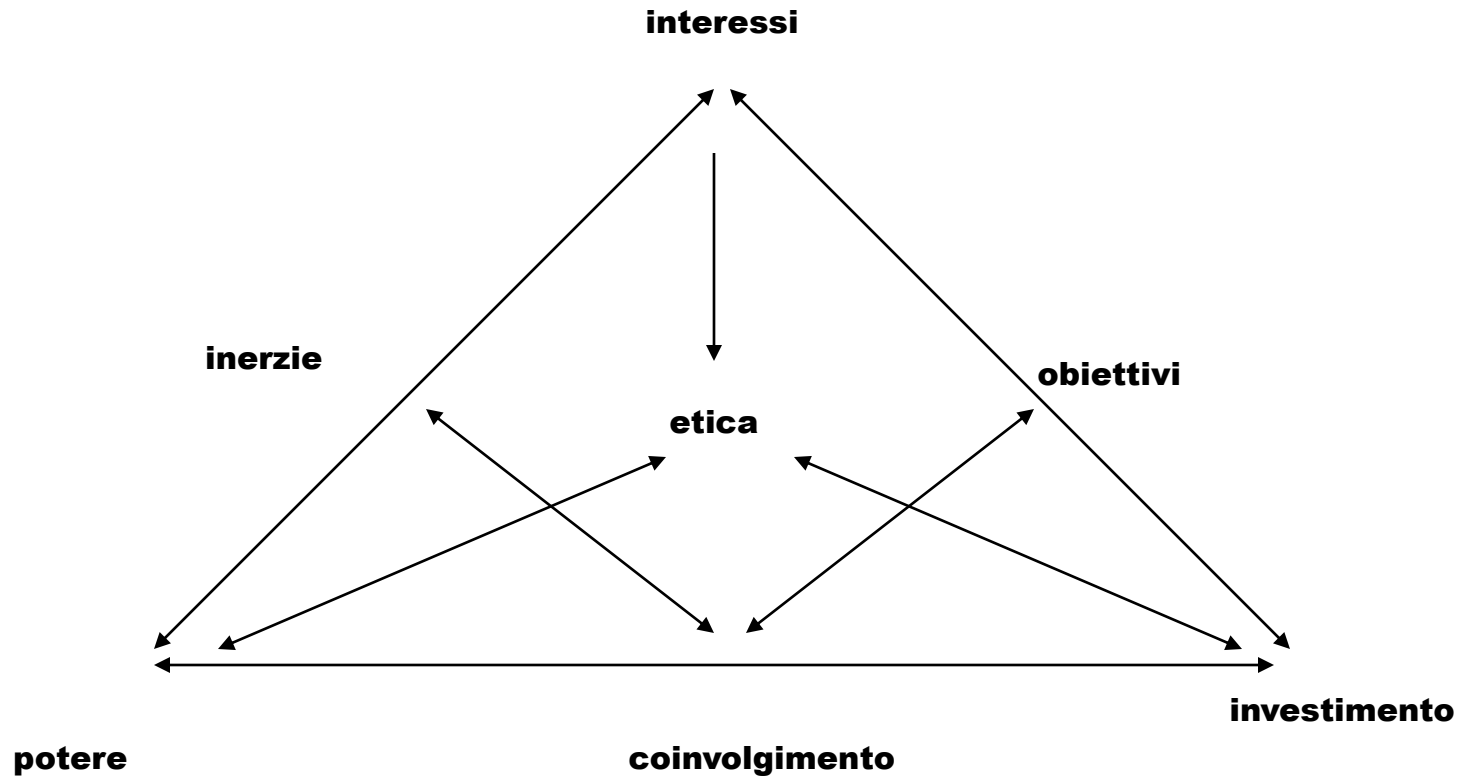 interessi
inerzie
obiettivi
etica
investimento
potere
coinvolgimento